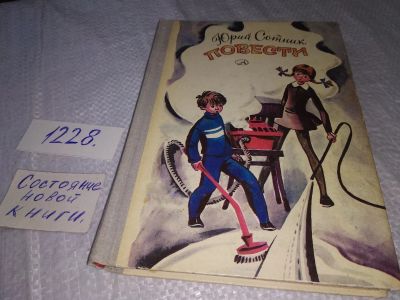 Юрий Сотник
ПОВЕСТИ
1228.
Состояние
новой
книги.